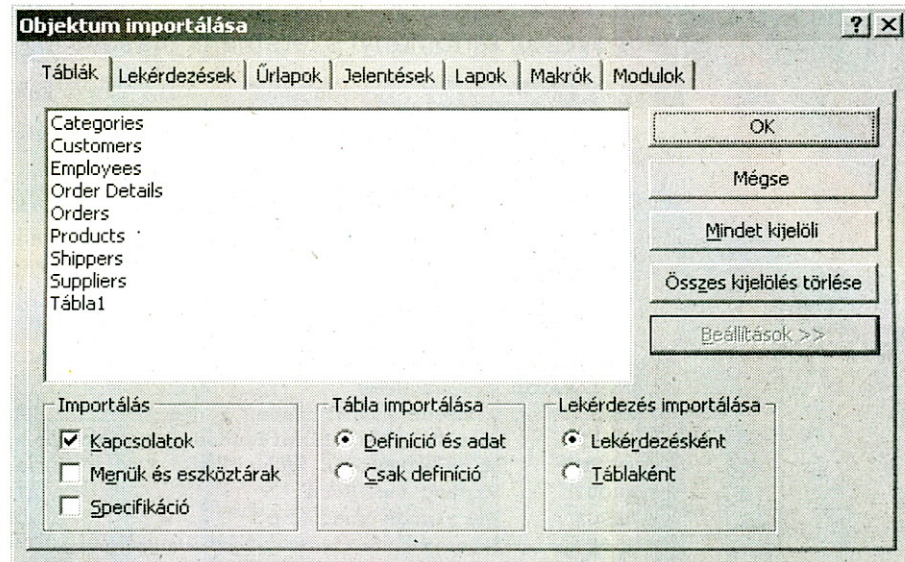 Objektum importálása
Táblák Lekérdezések Űrlapok Jelentések Lapok Makrók Modulok
Categories
Customers
Employees
Order Details
Orders
Products
Shippers
Suppliers
Tábla1
OK
Mégse
Mindet kijelöli
Összes kijelölés törlése
Beállítások >>
Importálás
Kapcsolatok
Menük és eszköztárak
Specifikáció
Tábla importálása
Definíció és adat
Csak definíció
Lekérdezés importálása
Lekérdezésként
Táblaként